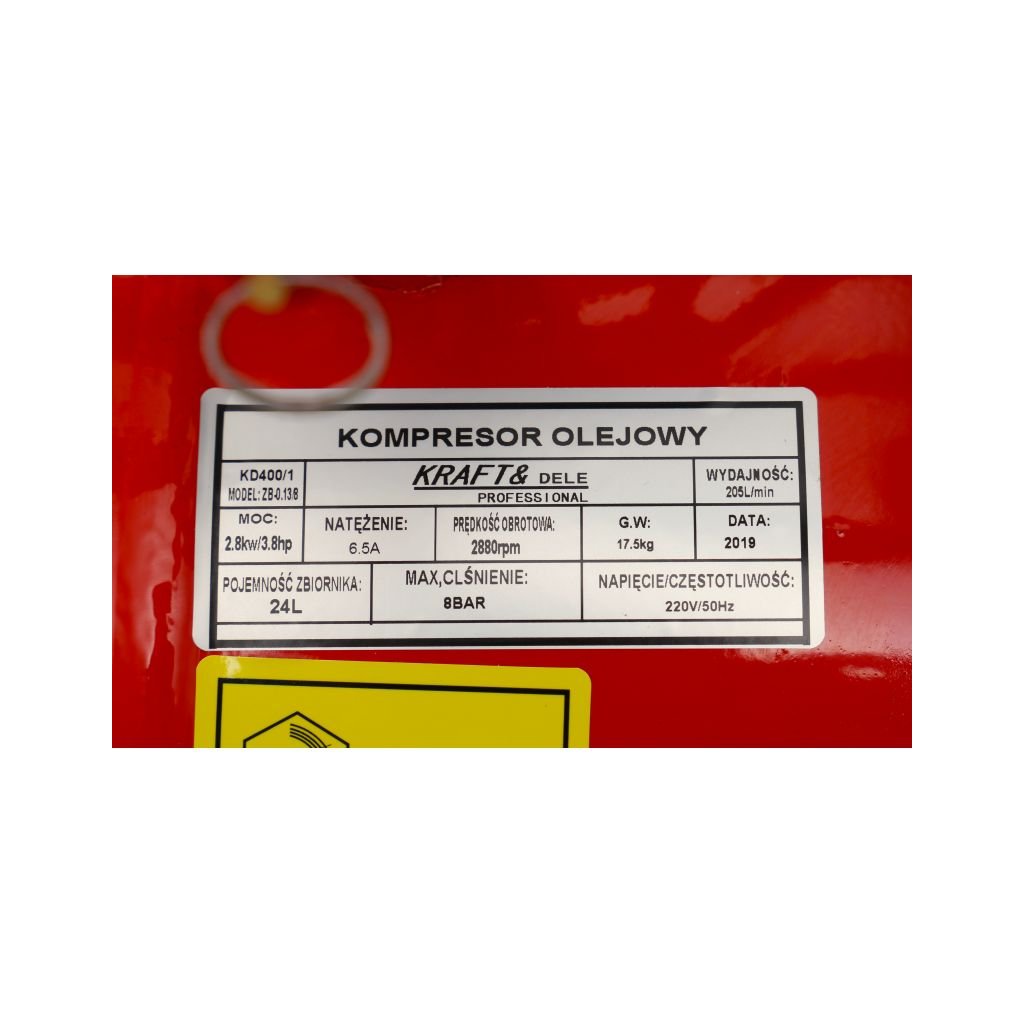 KOMPRESOR OLEJOWY
KD400/1
MODEL: ZB-0.13/8
KRAFT& DELE
PROFESSIONAL
WYDAJNOŚĆ:
205L/min
MOC:
2.8kw/3.8hp
NATĘŻENIE:
6.5A
PRĘDKOŚĆ OBROTOWA:
2880rpm
G.W:
17.5kg
DATA:
2019
POJEMNOŚĆ ZBIORNIKA:
24L
MAX,CLŚNIENIE:
8BAR
NAPIĘCIE/CZĘSTOTLIWOŚĆ:
220V/50Hz